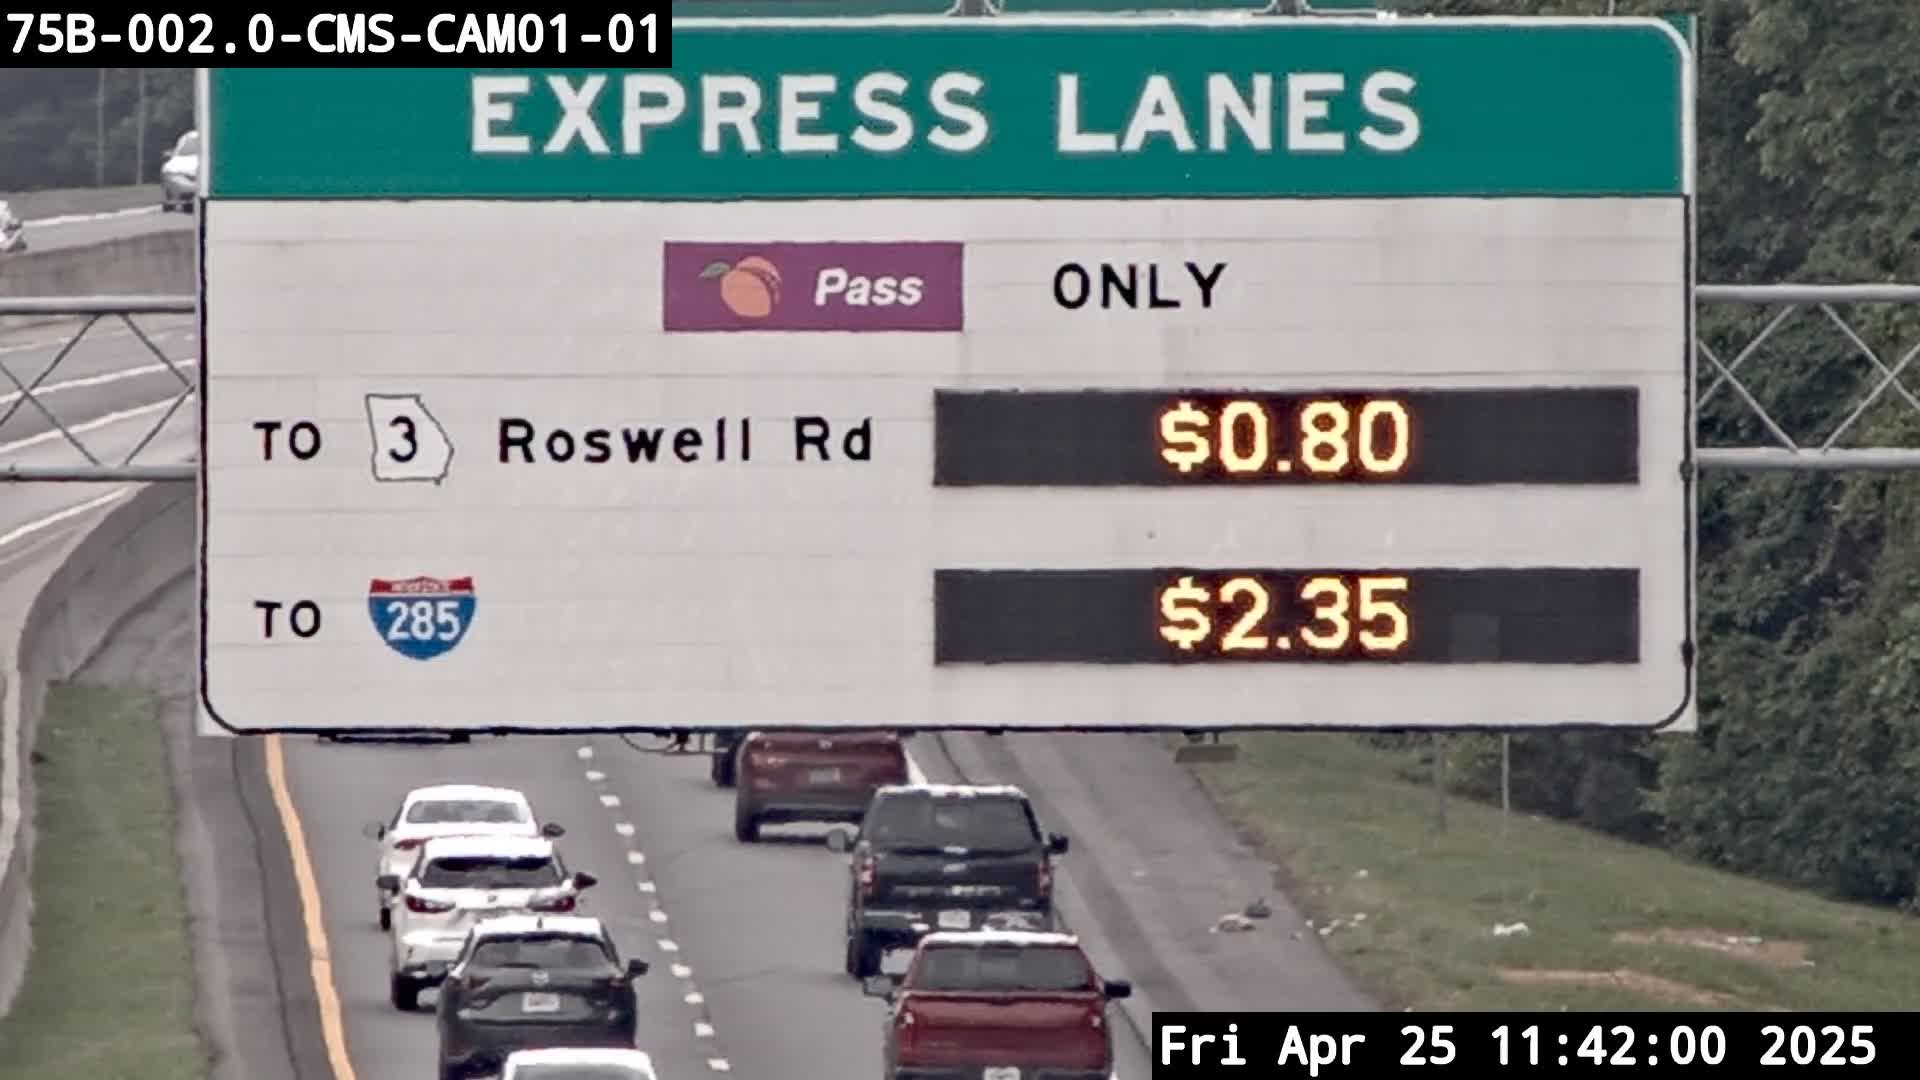 75B-002.0-CMS-CAM01-01
EXPRESS LANES
Pass ONLY
TO 3 Roswell Rd $0.80
TO 285 $2.35
Fri Apr 25 11:42:00 2025